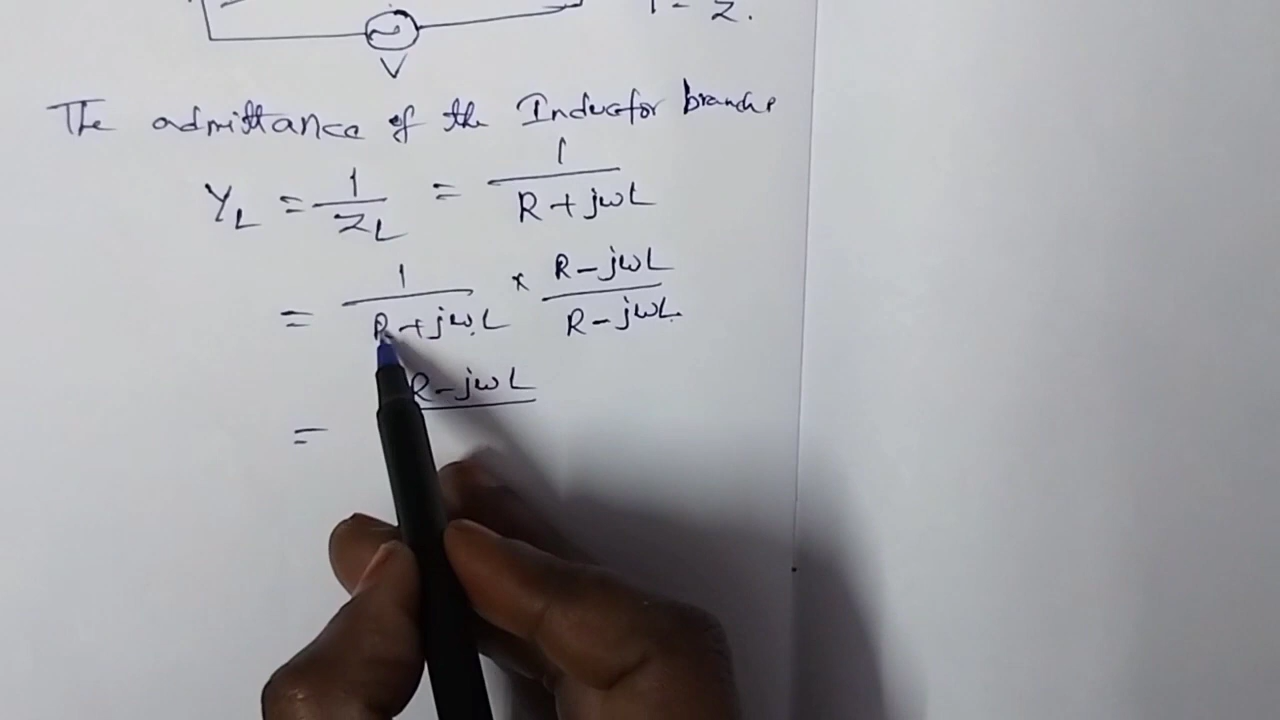 V
The admittance of the Inductor branch
Y_L = 1/Z_L = 1/(R + jωL)
= 1/(R + jωL) × (R - jωL)/(R - jωL)
= R - jωL